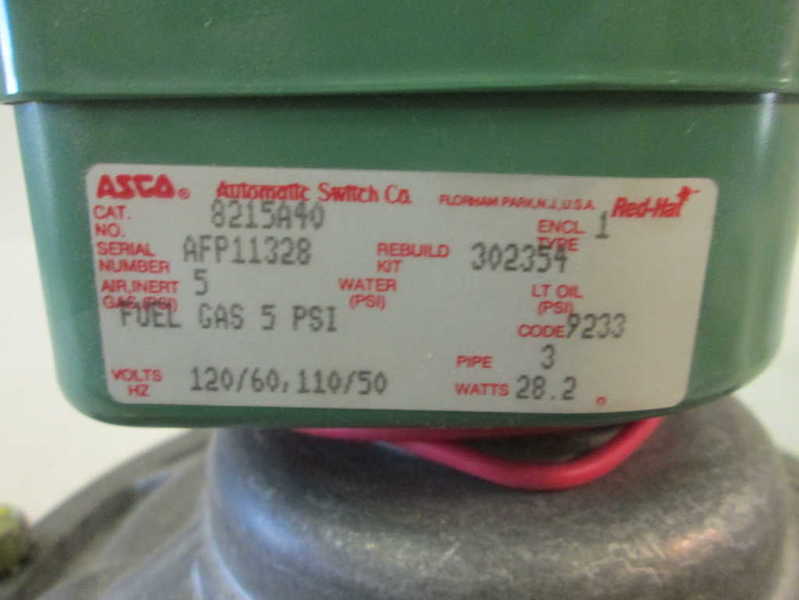 ASCO® Automatic Switch Co. FLORHAM PARK, N.J., U.S.A. Red-Hat
CAT. NO. 8215A40 ENCL TYPE 1
SERIAL NUMBER AFP11328 REBUILD KIT 302354
AIR, INERT GAS, (PSI) 5 WATER (PSI) LT OIL (PSI)
FUEL GAS 5 PSI CODE 9233
PIPE 3
VOLTS HZ 120/60,110/50 WATTS 28.2